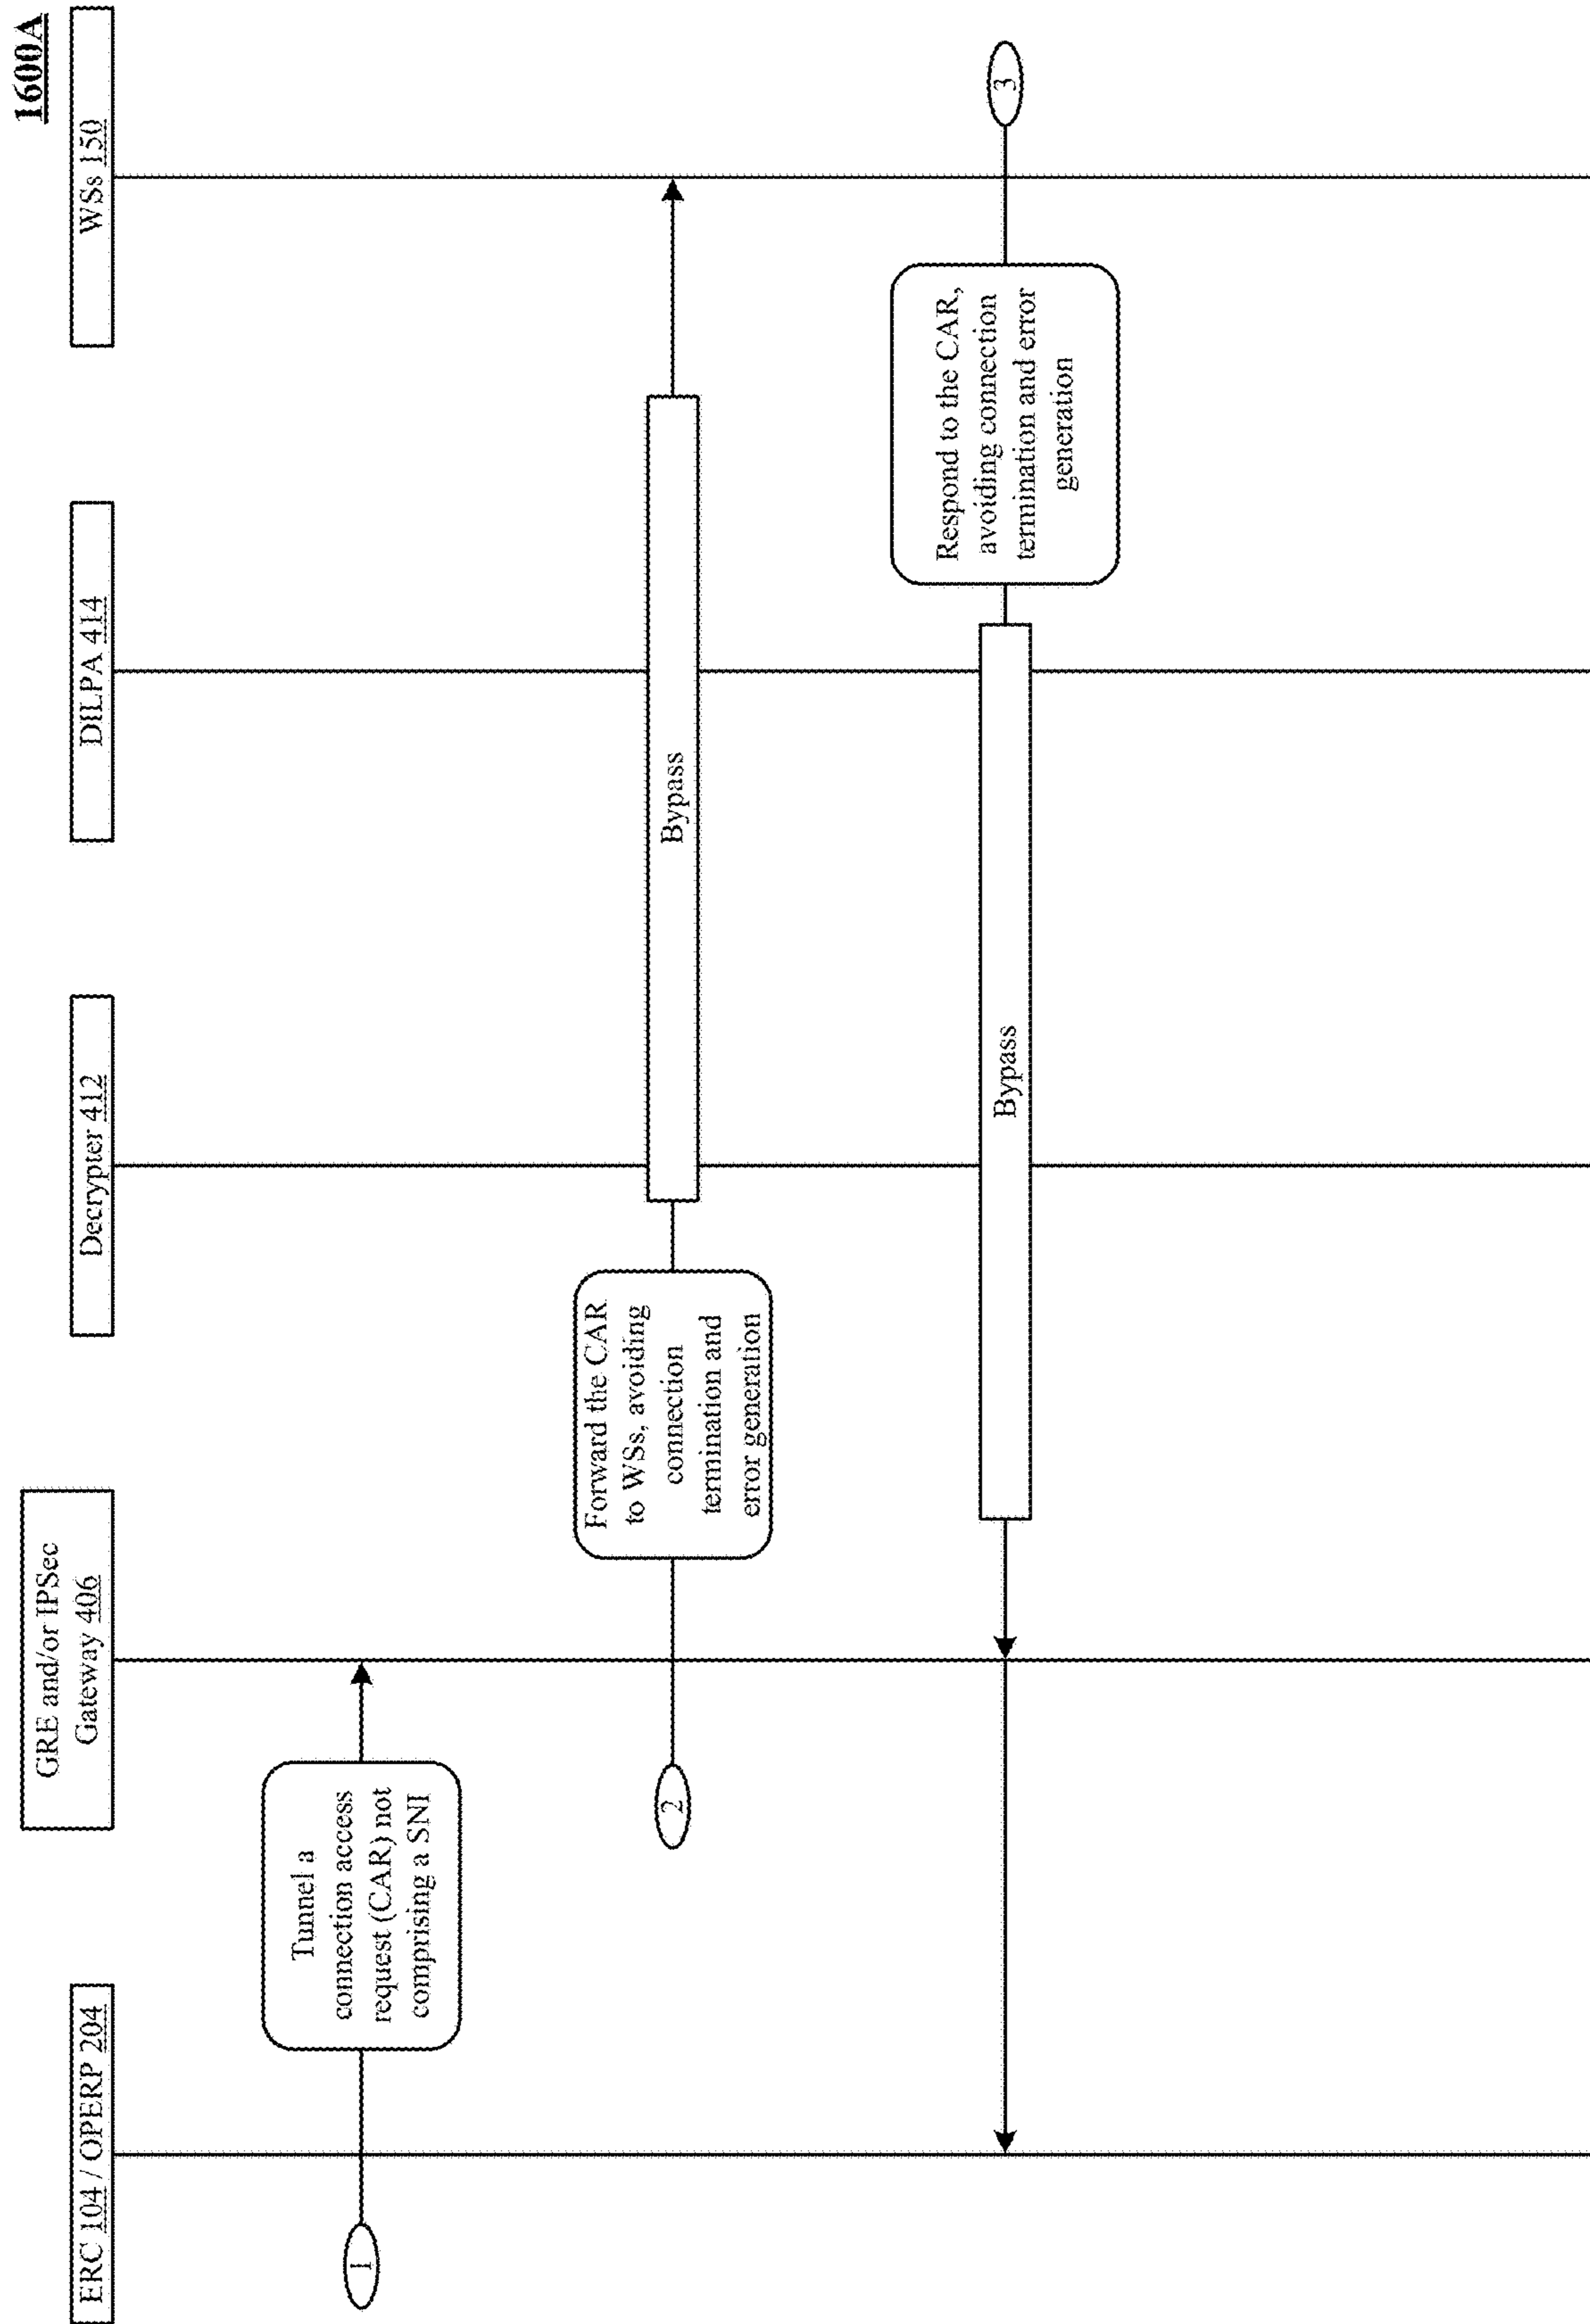 1600A
ERC 104 / OPERP 204
GRE and/or IPSec
Gateway 406
Decrypter 412
DILPA 414
WSs 150
1
Tunnel a
connection access
request (CAR) not
comprising a SNI
2
Forward the CAR
to WSs, avoiding
connection
termination and
error generation
Bypass
Bypass
Respond to the CAR,
avoiding connection
termination and error
generation
3